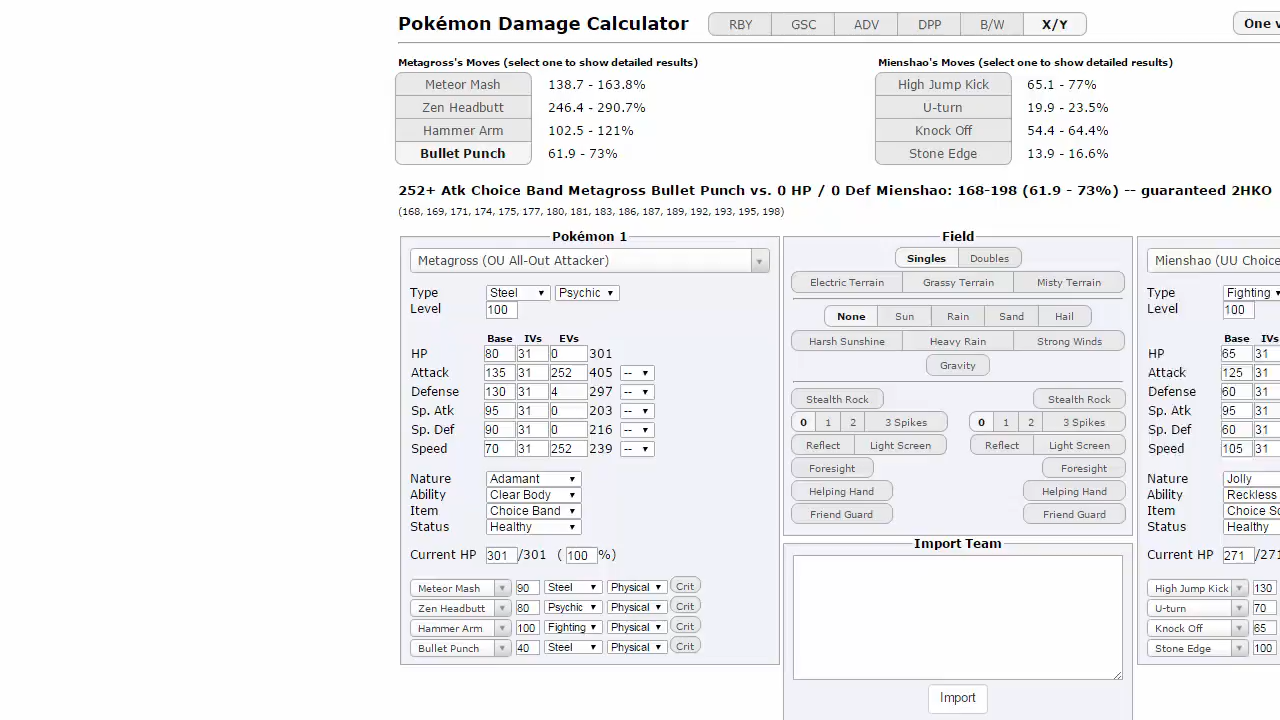 Pokémon Damage Calculator RBY GSC ADV DPP B/W X/Y One v
Metagross's Moves (select one to show detailed results) Mienshao's Moves (select one to show detailed results)
Meteor Mash 138.7 - 163.8% High Jump Kick 65.1 - 77%
Zen Headbutt 246.4 - 290.7% U-turn 19.9 - 23.5%
Hammer Arm 102.5 - 121% Knock Off 54.4 - 64.4%
Bullet Punch 61.9 - 73% Stone Edge 13.9 - 16.6%
252+ Atk Choice Band Metagross Bullet Punch vs. 0 HP / 0 Def Mienshao: 168-198 (61.9 - 73%) -- guaranteed 2HKO
(168, 169, 171, 174, 175, 177, 180, 181, 183, 186, 187, 189, 192, 193, 195, 198)
Pokémon 1
Metagross (OU All-Out Attacker)
Type Steel Psychic
Level 100
Base IVs EVs
HP 80 31 0 301
Attack 135 31 252 405 --
Defense 130 31 4 297 --
Sp. Atk 95 31 0 203 --
Sp. Def 90 31 0 216 --
Speed 70 31 252 239 --
Nature Adamant
Ability Clear Body
Item Choice Band
Status Healthy
Current HP 301 /301 ( 100 %)
Meteor Mash 90 Steel Physical Crit
Zen Headbutt 80 Psychic Physical Crit
Hammer Arm 100 Fighting Physical Crit
Bullet Punch 40 Steel Physical Crit
Field
Singles Doubles
Electric Terrain Grassy Terrain Misty Terrain
None Sun Rain Sand Hail
Harsh Sunshine Heavy Rain Strong Winds
Gravity
Stealth Rock Stealth Rock
0 1 2 3 Spikes 0 1 2 3 Spikes
Reflect Light Screen Reflect Light Screen
Foresight Foresight
Helping Hand Helping Hand
Friend Guard Friend Guard
Import Team
Import
Mienshao (UU Choice
Type Fighting
Level 100
Base IVs
HP 65 31
Attack 125 31
Defense 60 31
Sp. Atk 95 31
Sp. Def 60 31
Speed 105 31
Nature Jolly
Ability Reckless
Item Choice Sc
Status Healthy
Current HP 271 /271
High Jump Kick 130
U-turn 70
Knock Off 65
Stone Edge 100